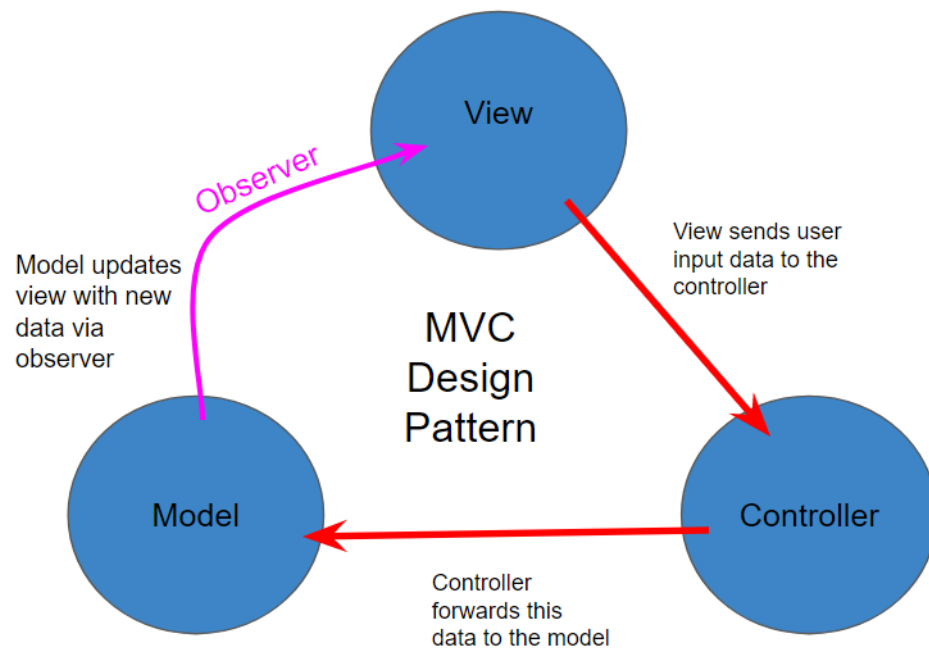 View
Observer
View sends user
input data to the
controller
Model updates
view with new
data via
observer
MVC
Design
Pattern
Model
Controller
Controller
forwards this
data to the model